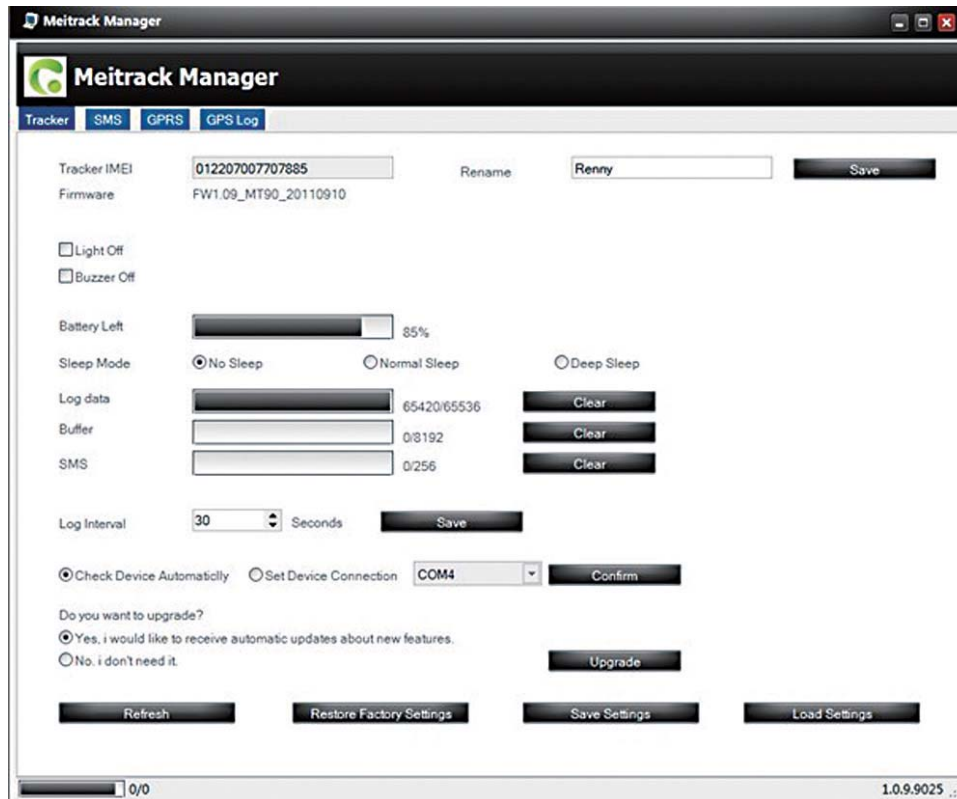 Meitrack Manager
Meitrack Manager
Tracker SMS GPRS GPS Log
Tracker IMEI 012207007707885 Rename Renny Save
Firmware FW1.09_MT90_20110910
Light Off
Buzzer Off
Battery Left 85%
Sleep Mode No Sleep Normal Sleep Deep Sleep
Log data 65420/65536 Clear
Buffer 0/8192 Clear
SMS 0/256 Clear
Log Interval 30 Seconds Save
Check Device Automaticlly Set Device Connection COM4 Confirm
Do you want to upgrade?
Yes, i would like to receive automatic updates about new features.
No. i don't need it. Upgrade
Refresh Restore Factory Settings Save Settings Load Settings
0/0 1.0.9.9025